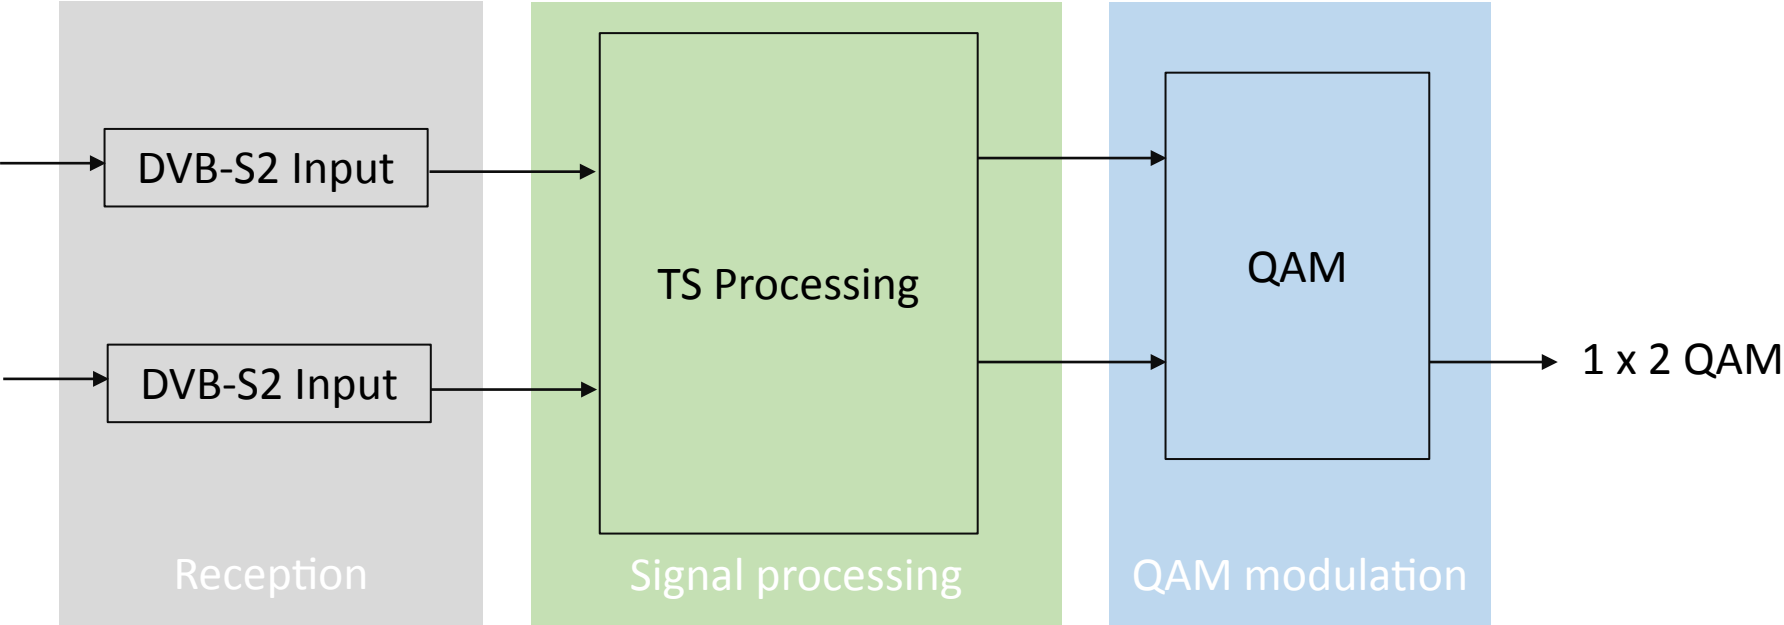 DVB-S2 Input
DVB-S2 Input
TS Processing
QAM
1 x 2 QAM
Reception
Signal processing
QAM modulation